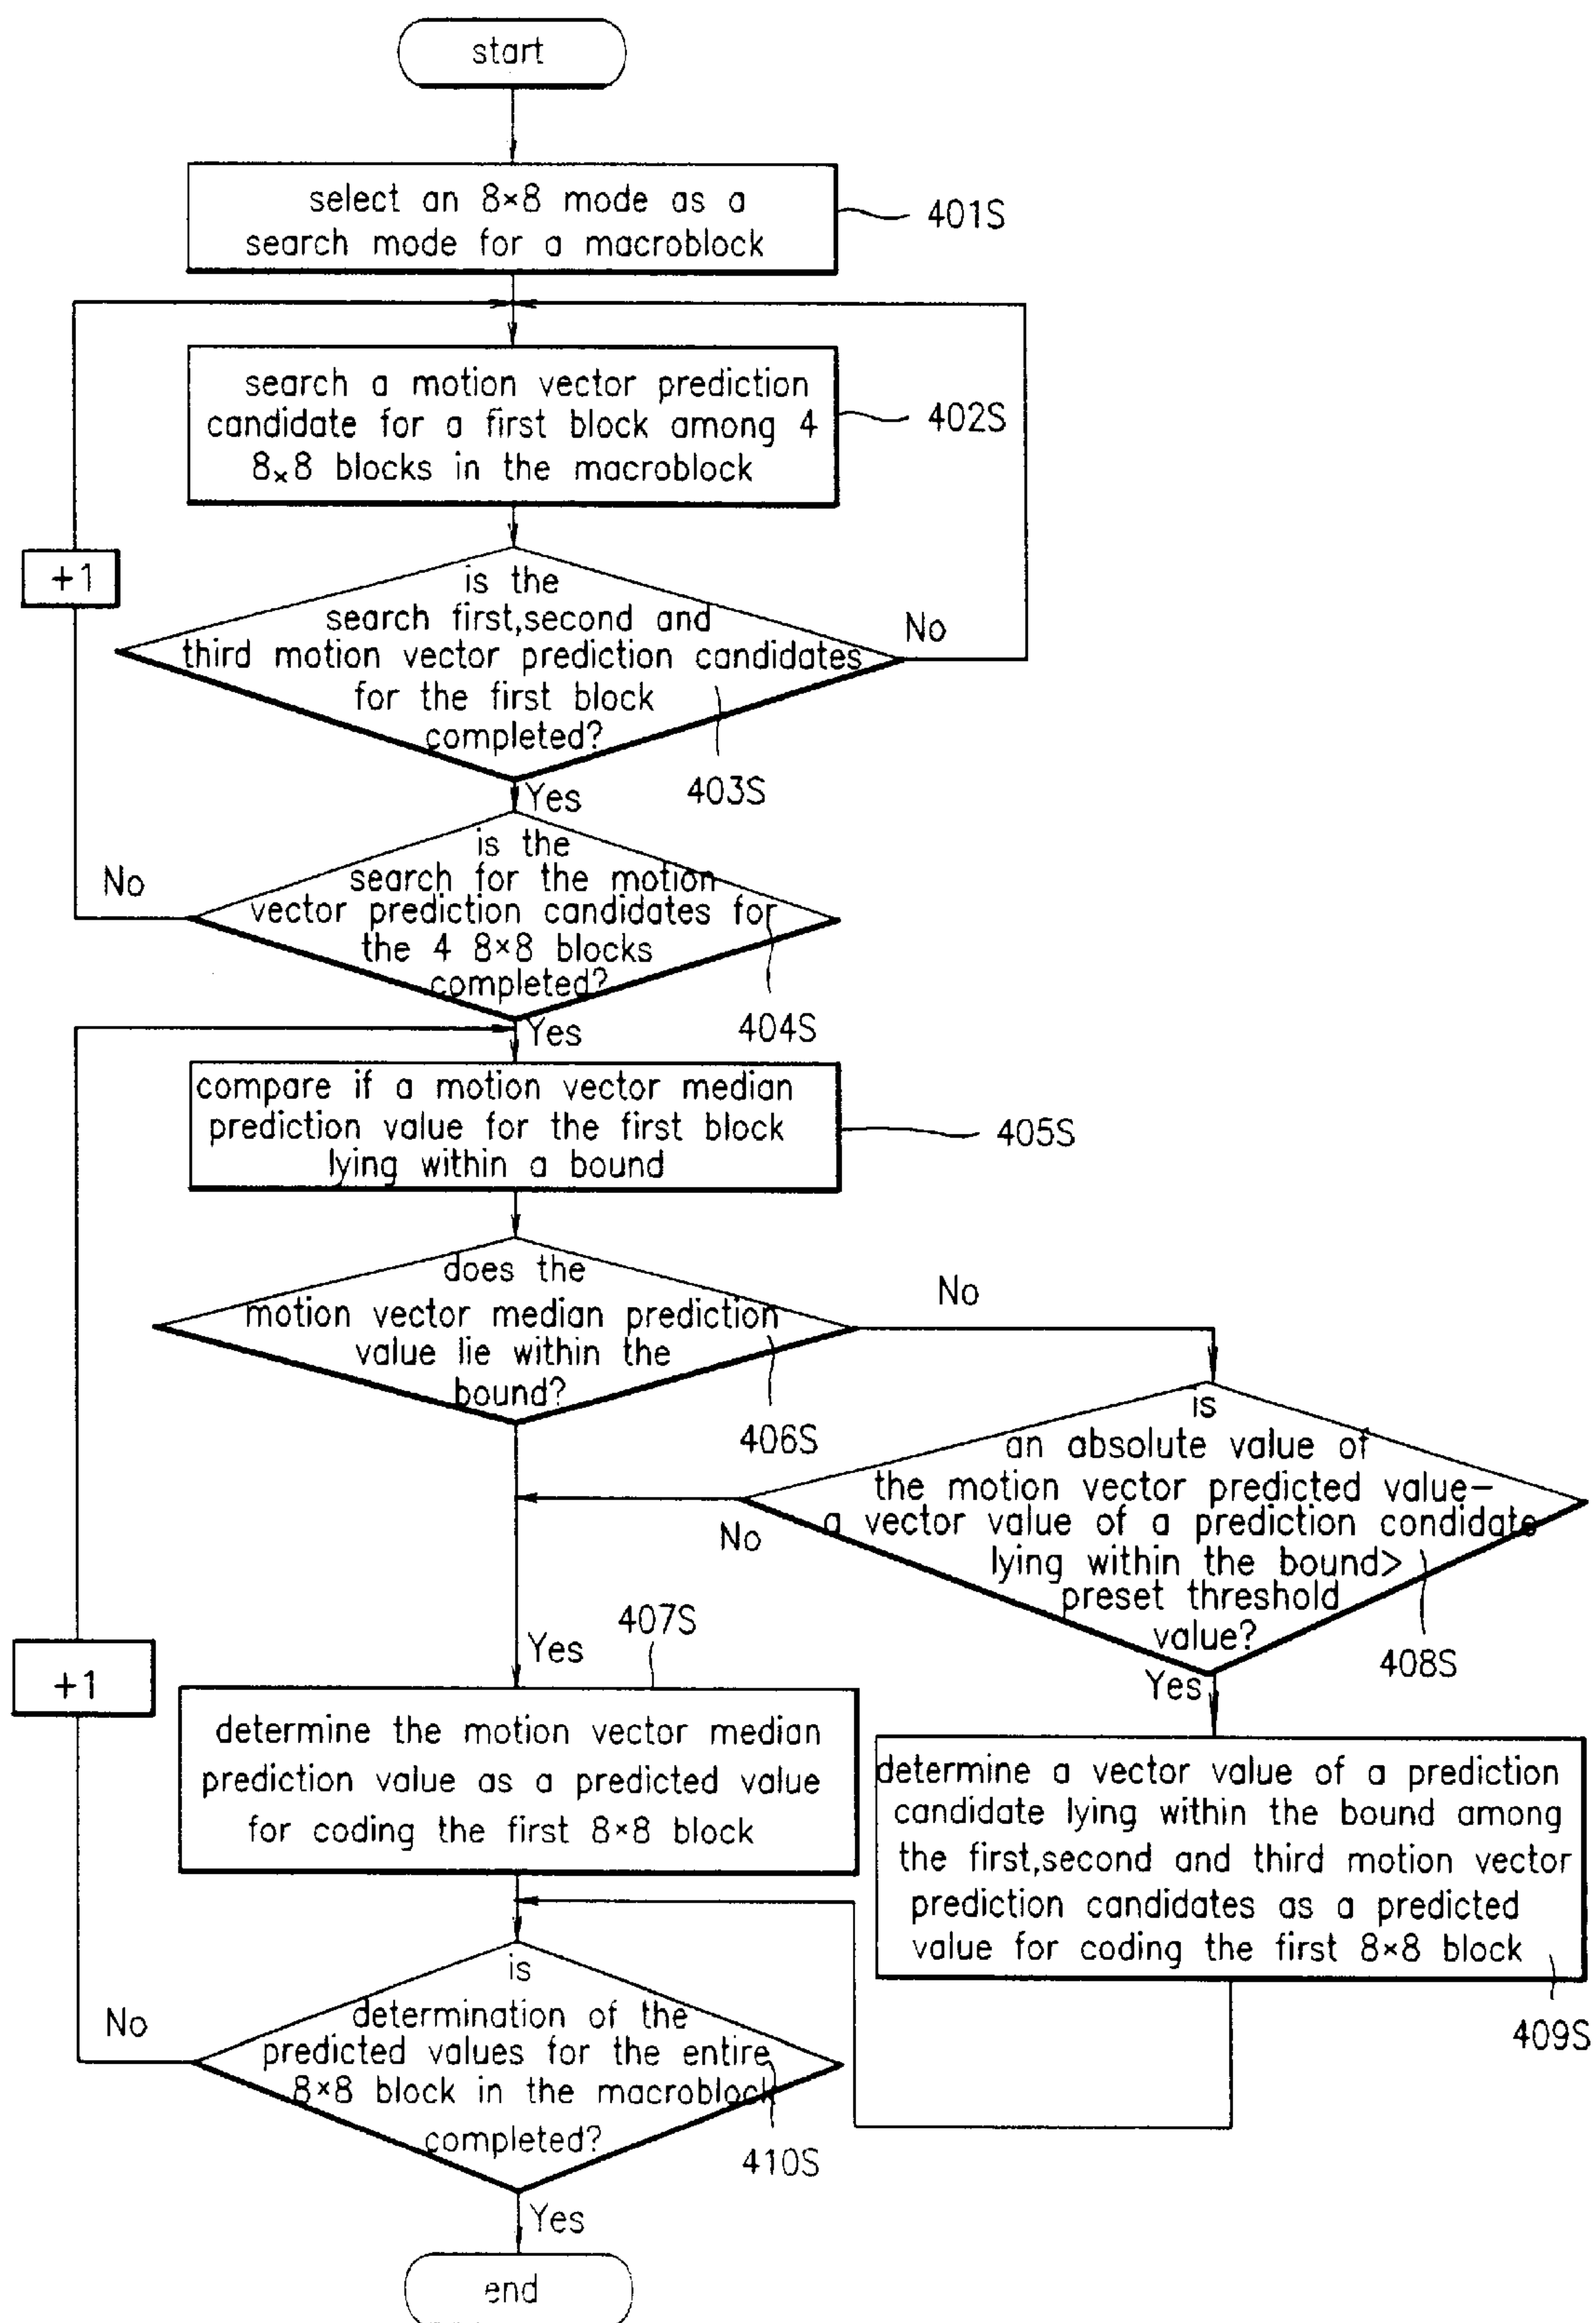 start
select an 8×8 mode as a
search mode for a macroblock
401S
search a motion vector prediction
candidate for a first block among 4
8×8 blocks in the macroblock
402S
+1
is the
search first,second and
third motion vector prediction candidates
for the first block
completed?
No
403S
Yes
is the
search for the motion
vector prediction candidates for
the 4 8×8 blocks
completed?
No
404S
Yes
compare if a motion vector median
prediction value for the first block
lying within a bound
405S
does the
motion vector median prediction
value lie within the
bound?
No
406S
is
an absolute value of
the motion vector predicted value-
a vector value of a prediction condidate
lying within the bound>
preset threshold
value?
No
408S
Yes
407S
Yes
+1
determine the motion vector median
prediction value as a predicted value
for coding the first 8×8 block
determine a vector value of a prediction
candidate lying within the bound among
the first,second and third motion vector
prediction candidates as a predicted
value for coding the first 8×8 block
409S
is
determination of the
predicted values for the entire
8×8 block in the macroblock
completed?
No
410S
Yes
end